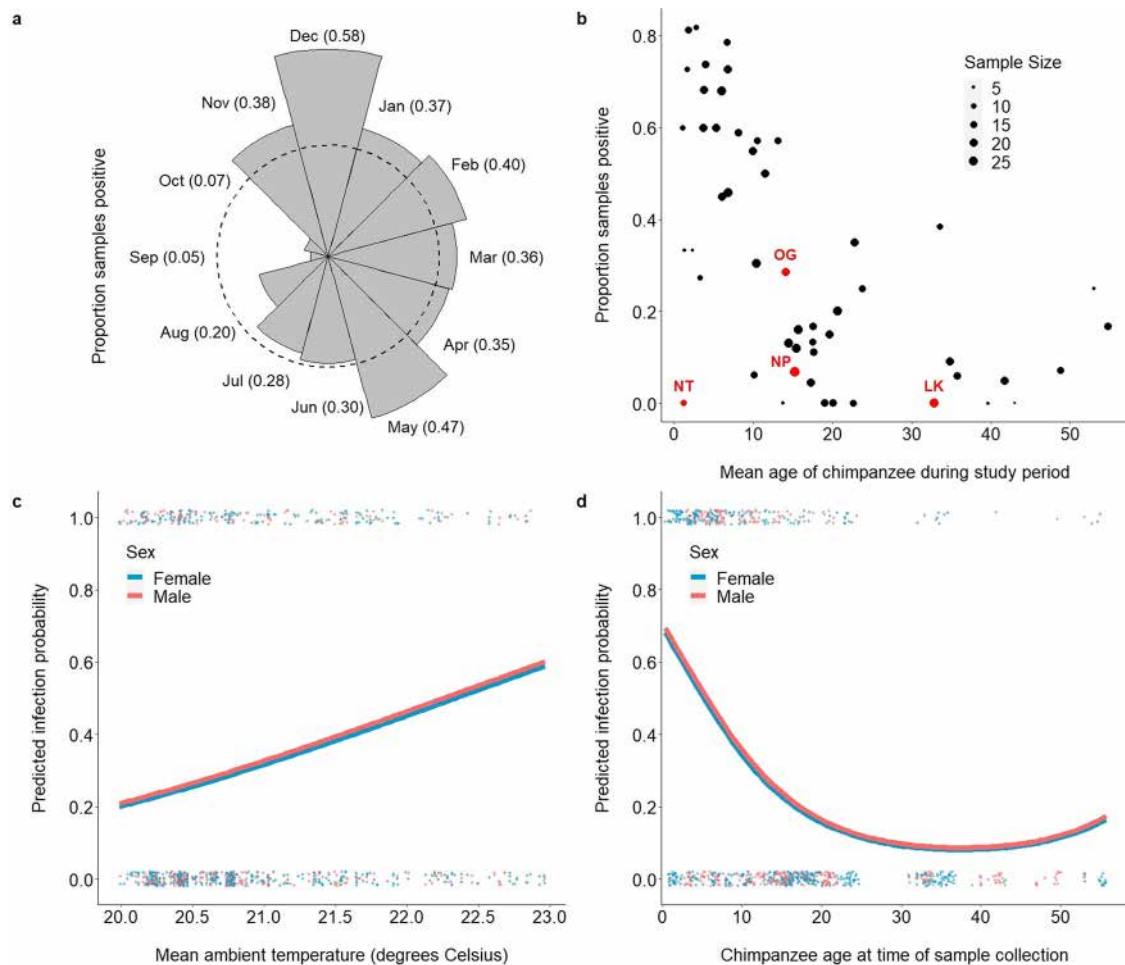 a
Dec (0.58)
Nov (0.38)
Jan (0.37)
Oct (0.07)
Feb (0.40)
Sep (0.05)
Mar (0.36)
Aug (0.20)
Apr (0.35)
Jul (0.28)
Jun (0.30)
May (0.47)
Proportion samples positive
b
Proportion samples positive
0.8
0.6
0.4
0.2
0.0
Sample Size
5
10
15
20
25
OG
NP
NT
LK
0 10 20 30 40 50
Mean age of chimpanzee during study period
c
Predicted infection probability
1.0
0.8
0.6
0.4
0.2
0.0
Sex
Female
Male
20.0 20.5 21.0 21.5 22.0 22.5 23.0
Mean ambient temperature (degrees Celsius)
d
Predicted infection probability
1.0
0.8
0.6
0.4
0.2
0.0
Sex
Female
Male
0 10 20 30 40 50
Chimpanzee age at time of sample collection